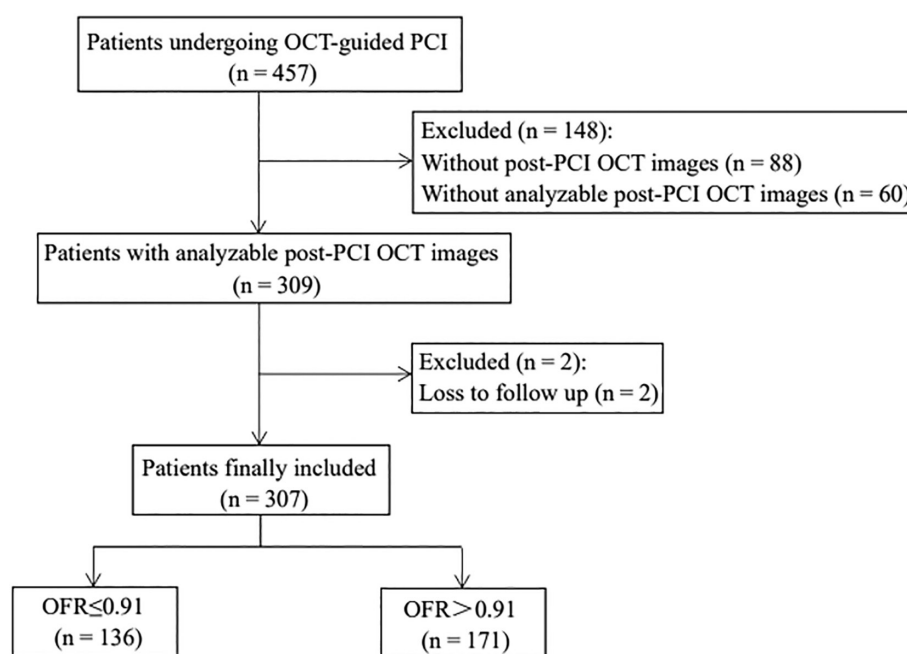 Patients undergoing OCT-guided PCI
(n = 457)
Excluded (n = 148):
Without post-PCI OCT images (n = 88)
Without analyzable post-PCI OCT images (n = 60)
Patients with analyzable post-PCI OCT images
(n = 309)
Excluded (n = 2):
Loss to follow up (n = 2)
Patients finally included
(n = 307)
OFR≤0.91
(n = 136)
OFR>0.91
(n = 171)